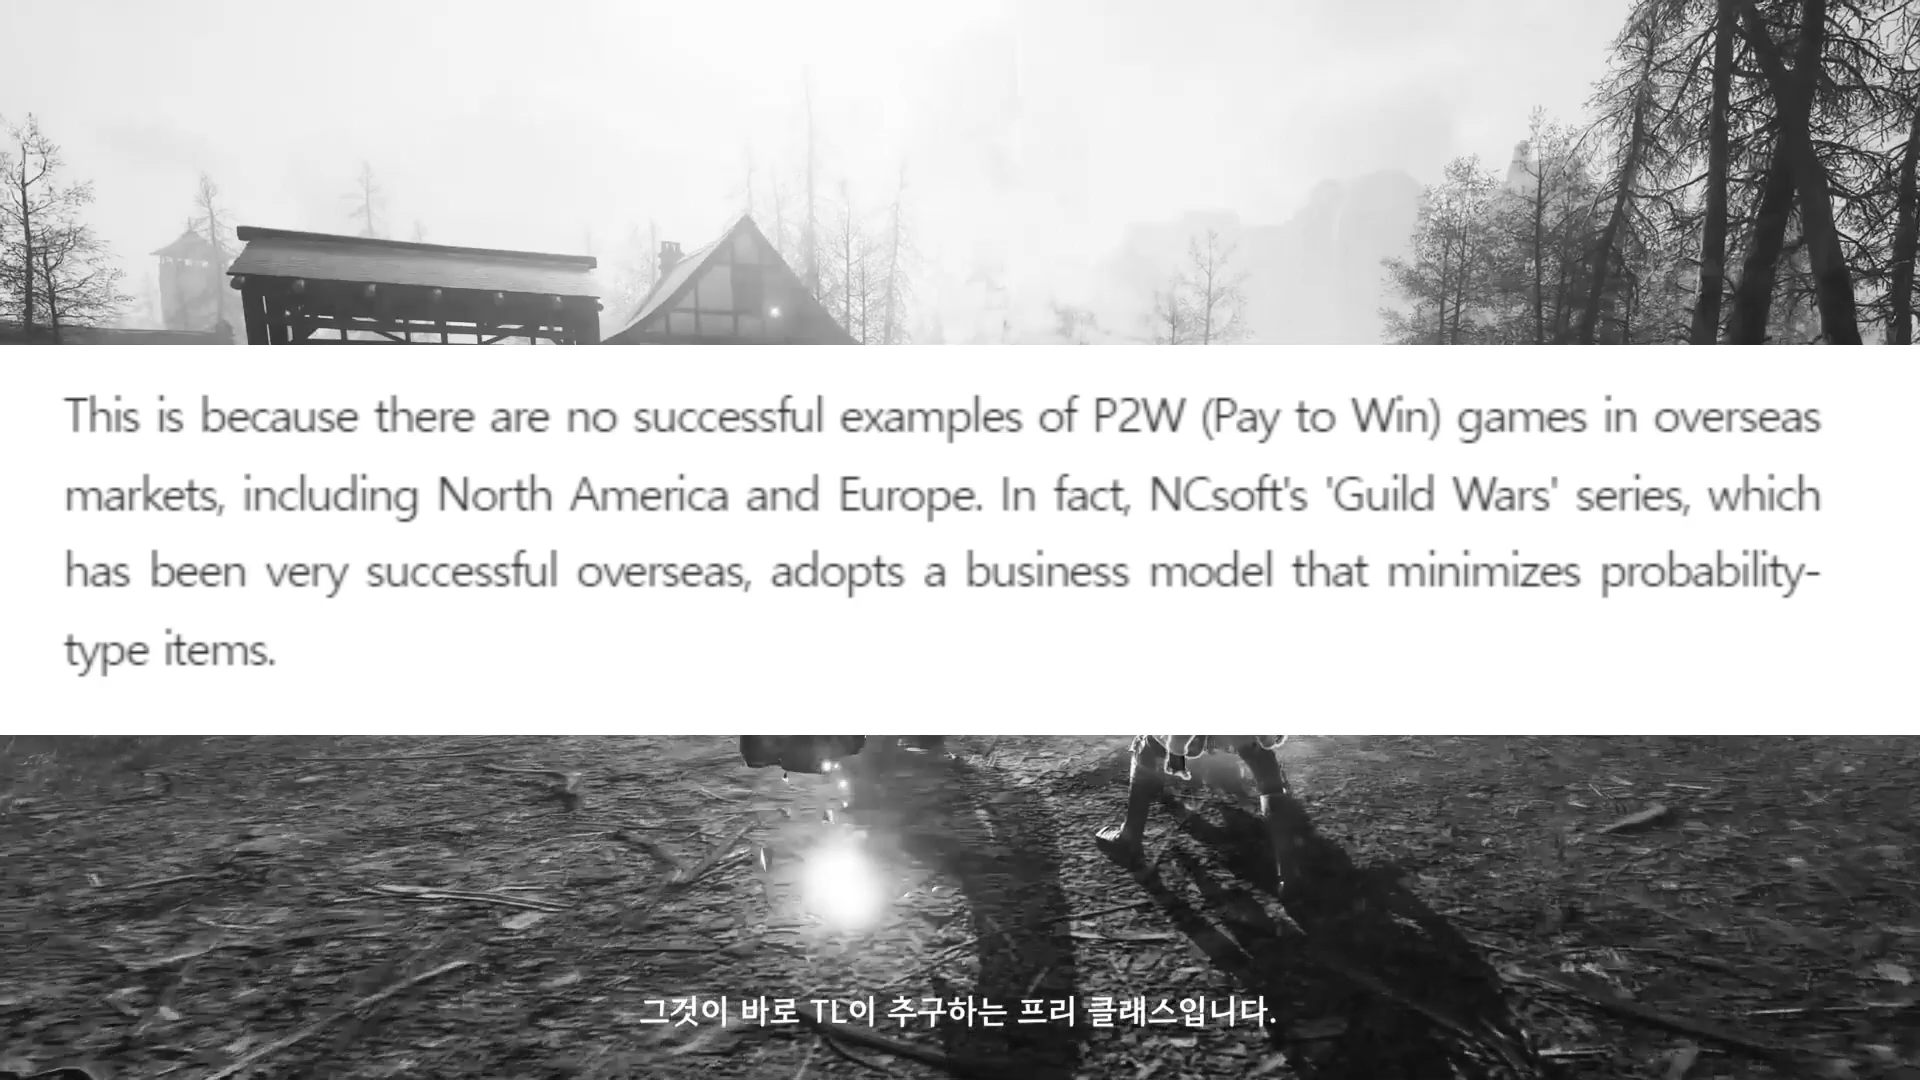 This is because there are no successful examples of P2W (Pay to Win) games in overseas
markets, including North America and Europe. In fact, NCsoft's 'Guild Wars' series, which
has been very successful overseas, adopts a business model that minimizes probability-
type items.
그것이 바로 TL이 추구하는 프리 클래스입니다.